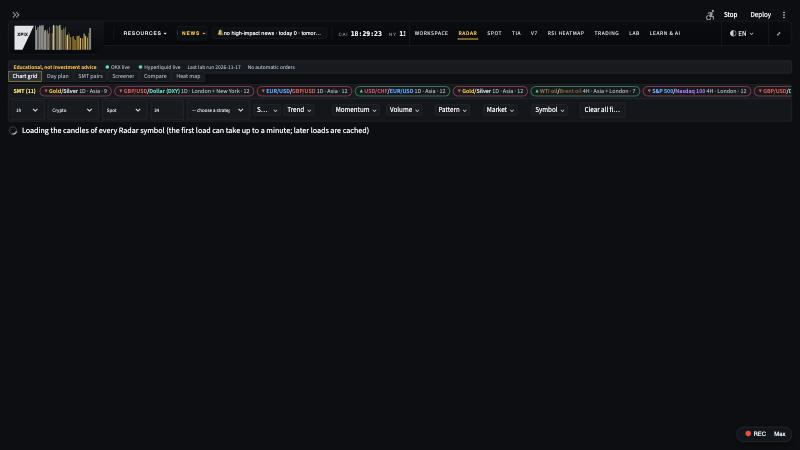 Stop Deploy
XPIX
RESOURCES NEWS no high-impact news · today 0 · tomor... CAI 18:29:23 NY 11 WORKSPACE RADAR SPOT TIA V7 RSI HEATMAP TRADING LAB LEARN & AI EN
Educational, not investment advice OKX live Hyperliquid live Last lab run 2026-11-17 No automatic orders
Chart grid Day plan SMT pairs Screener Compare Heat map
SMT (11) ▼ Gold/Silver 1D · Asia · 9 ▼ GBP/USD/Dollar (DXY) 1D · London + New York · 12 ▼ EUR/USD/GBP/USD 1D · Asia · 12 ▲ USD/CHF/EUR/USD 1D · Asia · 12 ▼ Gold/Silver 1D · Asia · 12 ▲ WTI oil/Brent oil 4H · Asia + London · 7 ▼ S&P 500/Nasdaq 100 4H · London · 12 ▼ GBP/USD/D
Crypto Spot 24 — choose a strateg S... Trend Momentum Volume Pattern Market Symbol Clear all fi...
Loading the candles of every Radar symbol (the first load can take up to a minute; later loads are cached)
REC Max